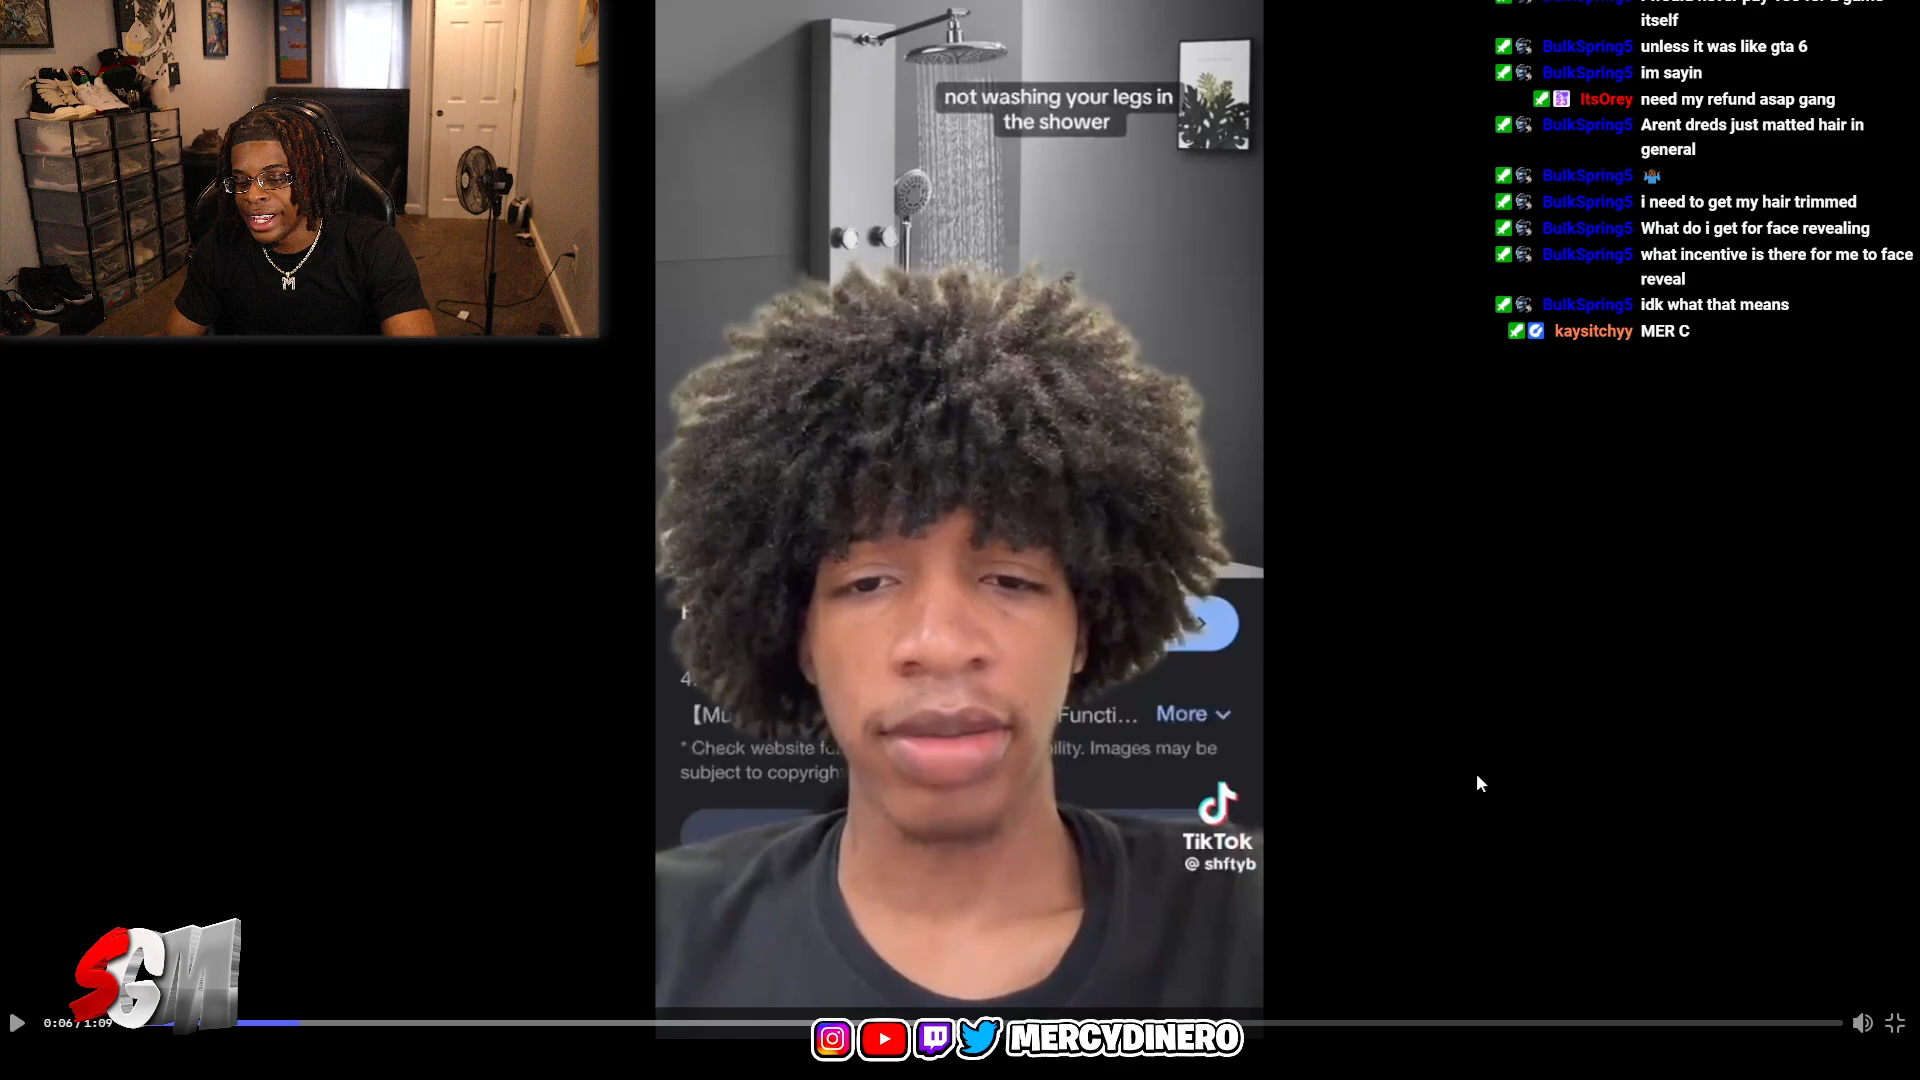 itself
BulkSpring5 unless it was like gta 6
BulkSpring5 im sayin
ItsOrey need my refund asap gang
BulkSpring5 Arent dreds just matted hair in
general
BulkSpring5
BulkSpring5 i need to get my hair trimmed
BulkSpring5 What do i get for face revealing
BulkSpring5 what incentive is there for me to face
reveal
BulkSpring5 idk what that means
kaysitchyy MER C
not washing your legs in
the shower
4.
【Mu
Functi... More
* Check website fo
bility. Images may be
subject to copyright
TikTok
@ shftyb
M
SGM
0:06 / 1:09
MERCYDINERO